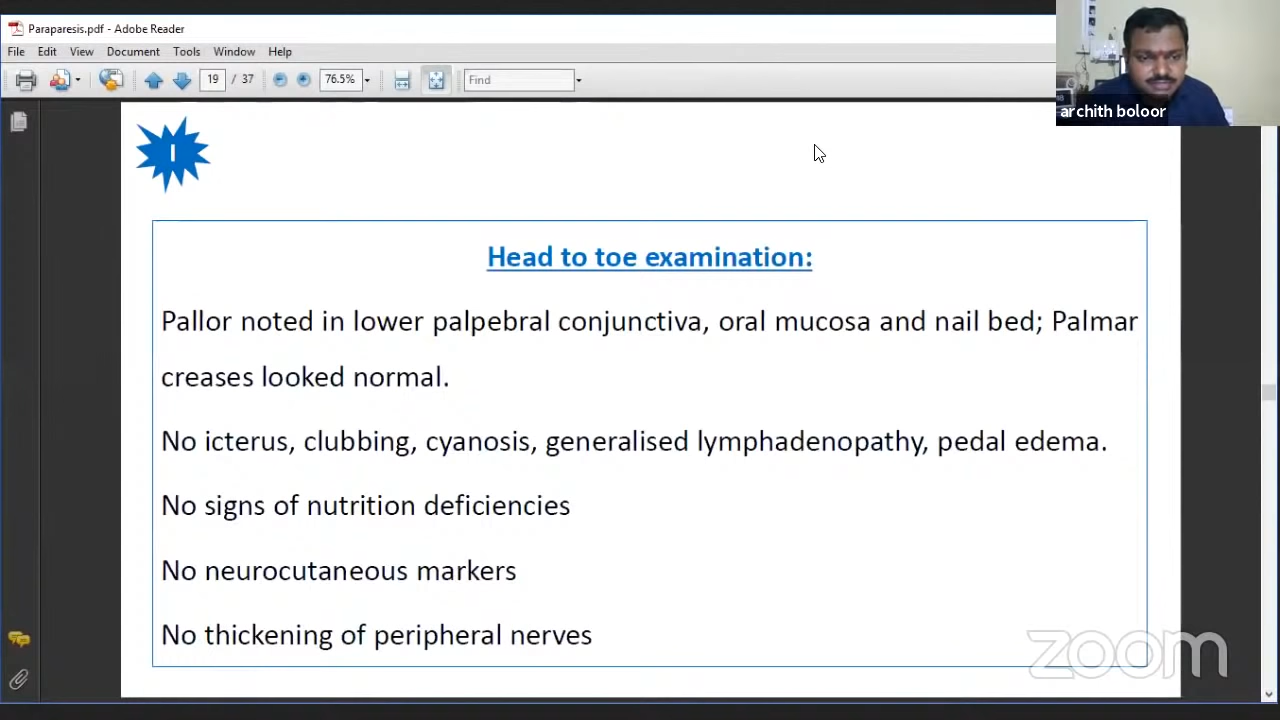 Paraparesis.pdf - Adobe Reader
File Edit View Document Tools Window Help
19 / 37 76.5% Find
archith boloor
I
Head to toe examination:
Pallor noted in lower palpebral conjunctiva, oral mucosa and nail bed; Palmar
creases looked normal.
No icterus, clubbing, cyanosis, generalised lymphadenopathy, pedal edema.
No signs of nutrition deficiencies
No neurocutaneous markers
No thickening of peripheral nerves
zoom